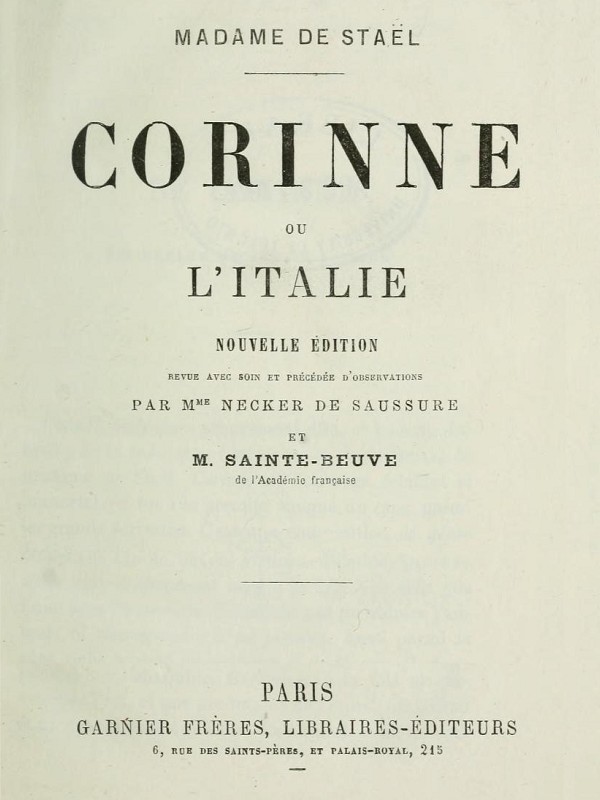 MADAME DE STAËL
CORINNE
OU
L'ITALIE
NOUVELLE ÉDITION
REVUE AVEC SOIN ET PRÉCÉDÉE D'OBSERVATIONS
PAR MME NECKER DE SAUSSURE
ET
M. SAINTE-BEUVE
de l'Académie française
PARIS
GARNIER FRÈRES, LIBRAIRES-ÉDITEURS
6, RUE DES SAINTS-PÈRES, ET PALAIS-ROYAL, 215